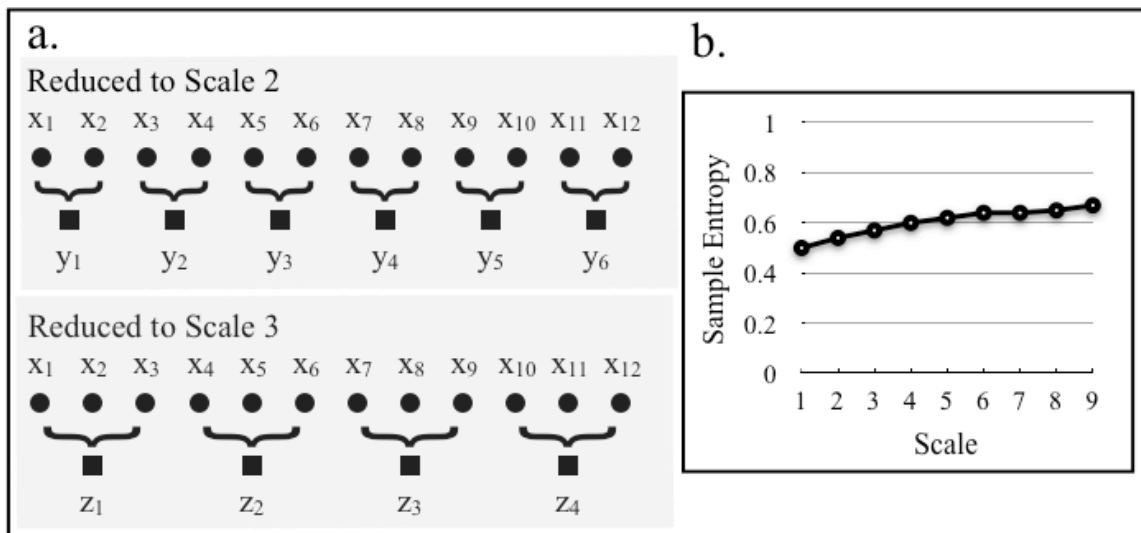 a.
Reduced to Scale 2
x₁ x₂ x₃ x₄ x₅ x₆ x₇ x₈ x₉ x₁₀ x₁₁ x₁₂
y₁ y₂ y₃ y₄ y₅ y₆
Reduced to Scale 3
x₁ x₂ x₃ x₄ x₅ x₆ x₇ x₈ x₉ x₁₀ x₁₁ x₁₂
z₁ z₂ z₃ z₄
b.
Sample Entropy
1
0.8
0.6
0.4
0.2
0
1 2 3 4 5 6 7 8 9
Scale